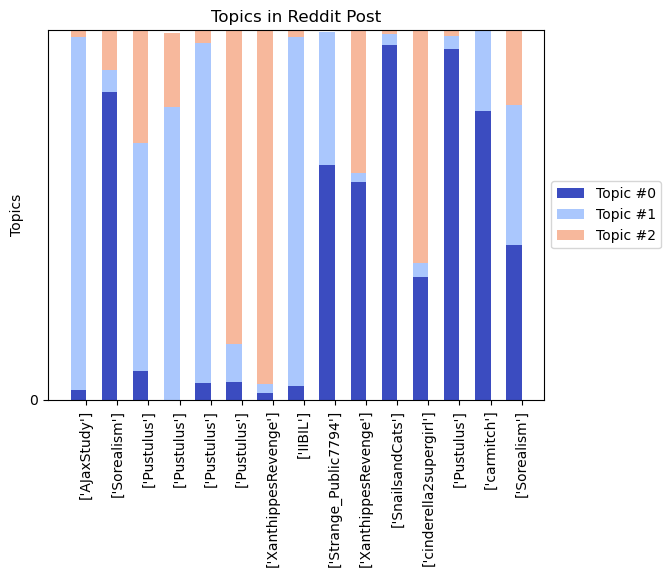 Topics in Reddit Post
Topics
0
Topic #0
Topic #1
Topic #2
['AJaxStudy']
['Sorealism']
['Pustulus']
['Pustulus']
['Pustulus']
['Pustulus']
['XanthippesRevenge']
['IIBIL']
['Strange_Public7794']
['XanthippesRevenge']
['SnailsandCats']
['cinderella2supergirl']
['Pustulus']
['carmitch']
['Sorealism']